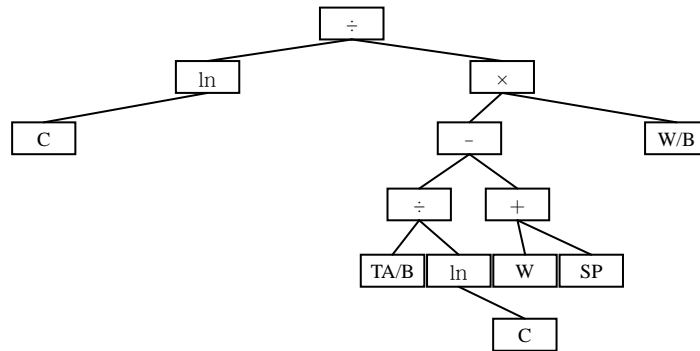 ÷
ln ×
C - W/B
÷ +
TA/B ln W SP
C